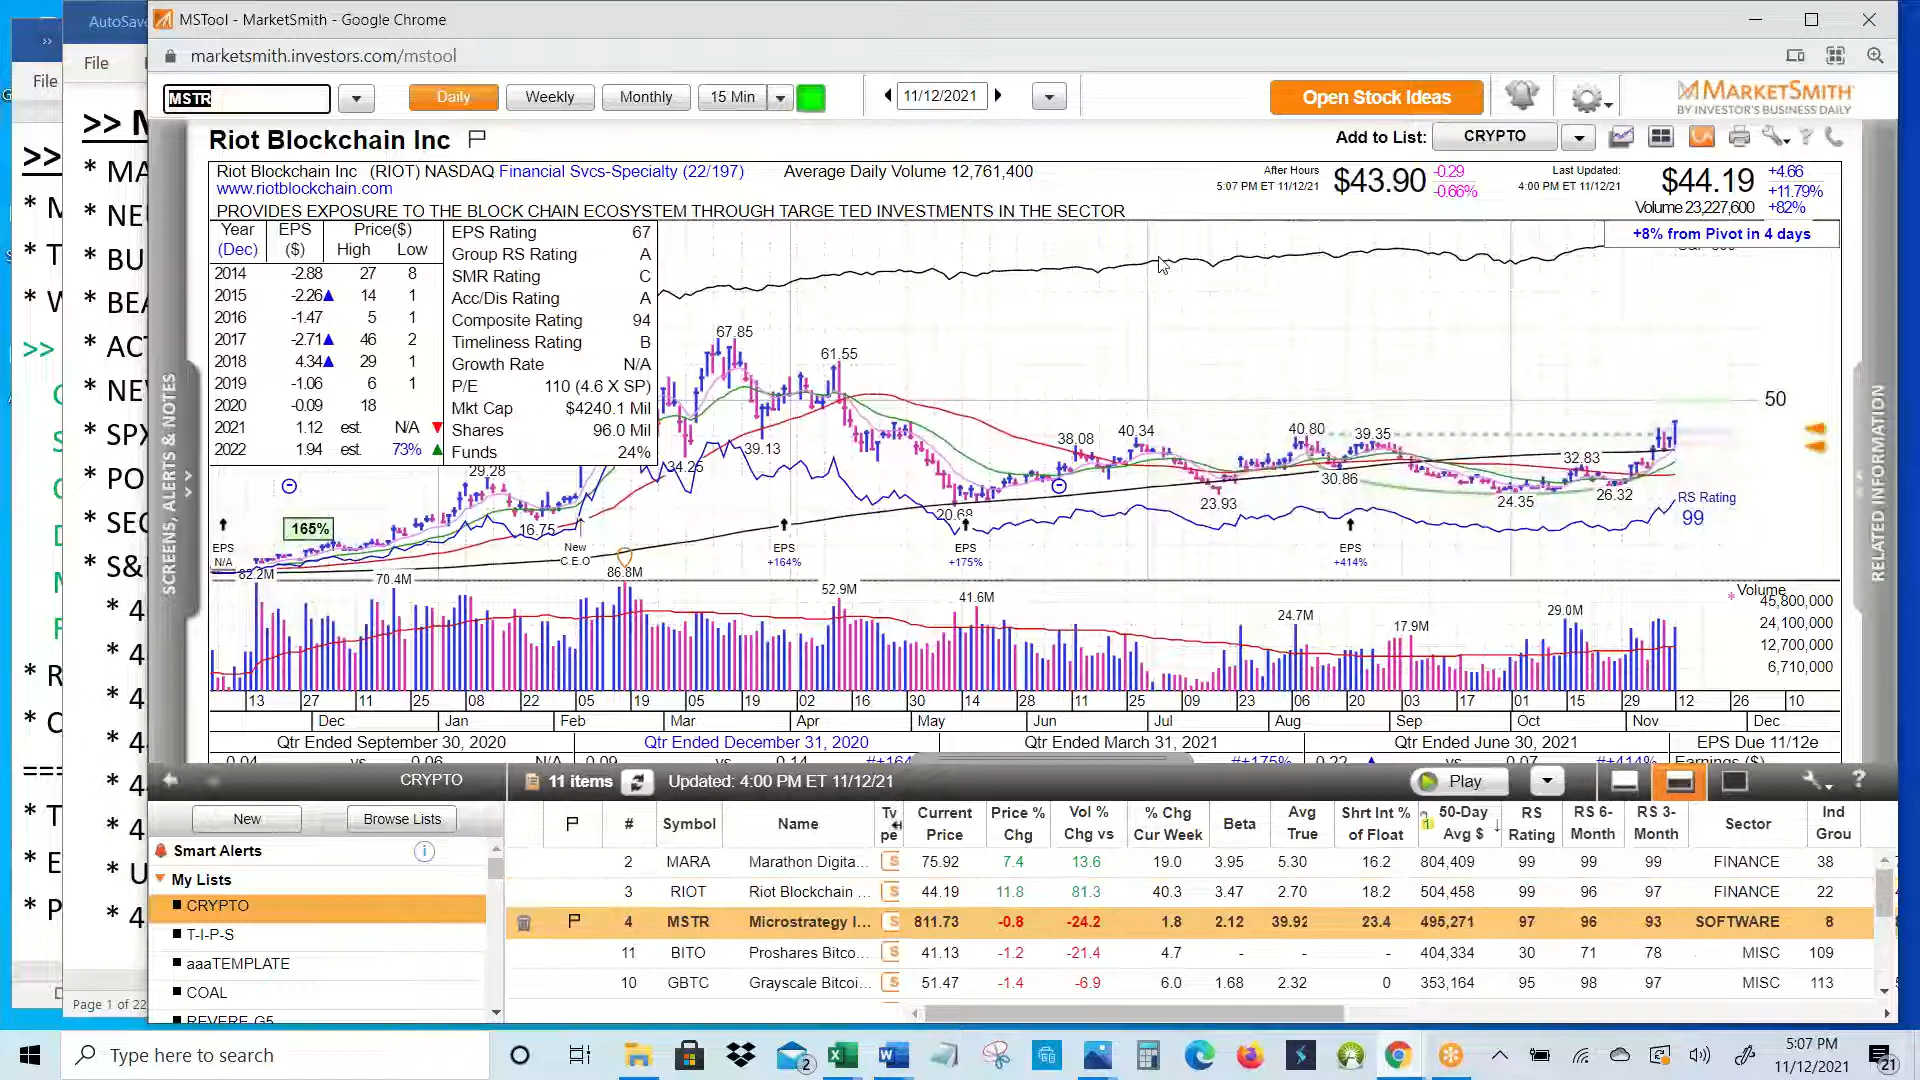 AutoSave
MSTool - MarketSmith - Google Chrome
marketsmith.investors.com/mstool
File
File
MSTR
Daily
Weekly
Monthly
15 Min
11/12/2021
Open Stock Ideas
MARKETSMITH
BY INVESTOR'S BUSINESS DAILY
Riot Blockchain Inc
Add to List:
CRYPTO
Riot Blockchain Inc (RIOT) NASDAQ Financial Svcs-Specialty (22/197) Average Daily Volume 12,761,400
www.riotblockchain.com
PROVIDES EXPOSURE TO THE BLOCK CHAIN ECOSYSTEM THROUGH TARGE TED INVESTMENTS IN THE SECTOR
After Hours
5:07 PM ET 11/12/21
$43.90
-0.29
-0.66%
Last Updated:
4:00 PM ET 11/12/21
$44.19
+4.66
+11.79%
Volume 23,227,600 +82%
+8% from Pivot in 4 days
Year EPS Price($)
(Dec) ($) High Low
2014 -2.88 27 8
2015 -2.26 14 1
2016 -1.47 5 1
2017 -2.71 46 2
2018 4.34 29 1
2019 -1.06 6 1
2020 -0.09 18
2021 1.12 est. N/A
2022 1.94 est. 73%
EPS Rating 67
Group RS Rating A
SMR Rating C
Acc/Dis Rating A
Composite Rating 94
Timeliness Rating B
Growth Rate N/A
P/E 110 (4.6 X SP)
Mkt Cap $4240.1 Mil
Shares 96.0 Mil
Funds 24%
67.85
61.55
50
29.28
34.25
39.13
38.08
40.34
40.80
39.35
32.83
30.86
16.75
20.68
23.93
24.35
26.32
RS Rating
99
165%
EPS
N/A
New
C.E.O
EPS
+164%
EPS
+175%
EPS
+414%
82.2M
70.4M
86.8M
52.9M
41.6M
24.7M
17.9M
29.0M
Volume
45,800,000
24,100,000
12,700,000
6,710,000
13 27 11 25 08 22 05 19 05 19 02 16 30 14 28 11 25 09 23 06 20 03 17 01 15 29 12 26 10
Dec Jan Feb Mar Apr May Jun Jul Aug Sep Oct Nov Dec
Qtr Ended September 30, 2020
Qtr Ended December 31, 2020
Qtr Ended March 31, 2021
Qtr Ended June 30, 2021
EPS Due 11/12e
SCREENS, ALERTS & NOTES
RELATED INFORMATION
CRYPTO
11 items
Updated: 4:00 PM ET 11/12/21
Play
New
Browse Lists
Smart Alerts
My Lists
CRYPTO
T-I-P-S
aaaTEMPLATE
COAL
REVERE G5
# Symbol Name Type Current Price Price % Chg Vol % Chg vs % Chg Cur Week Beta Avg True Shrt Int % of Float 50-Day Avg $ RS Rating RS 6-Month RS 3-Month Sector Ind Grou
2 MARA Marathon Digita... S 75.92 7.4 13.6 19.0 3.95 5.30 16.2 804,409 99 99 99 FINANCE 38
3 RIOT Riot Blockchain ... S 44.19 11.8 81.3 40.3 3.47 2.70 18.2 504,458 99 96 97 FINANCE 22
4 MSTR Microstrategy I... S 811.73 -0.8 -24.2 1.8 2.12 39.92 23.4 495,271 97 96 93 SOFTWARE 8
11 BITO Proshares Bitco... S 41.13 -1.2 -21.4 4.7 - - - 404,334 30 71 78 MISC 109
10 GBTC Grayscale Bitcoi... S 51.47 -1.4 -6.9 6.0 1.68 2.32 0 353,164 95 98 97 MISC 113
Page 1 of 22
Type here to search
2
5:07 PM
11/12/2021
21